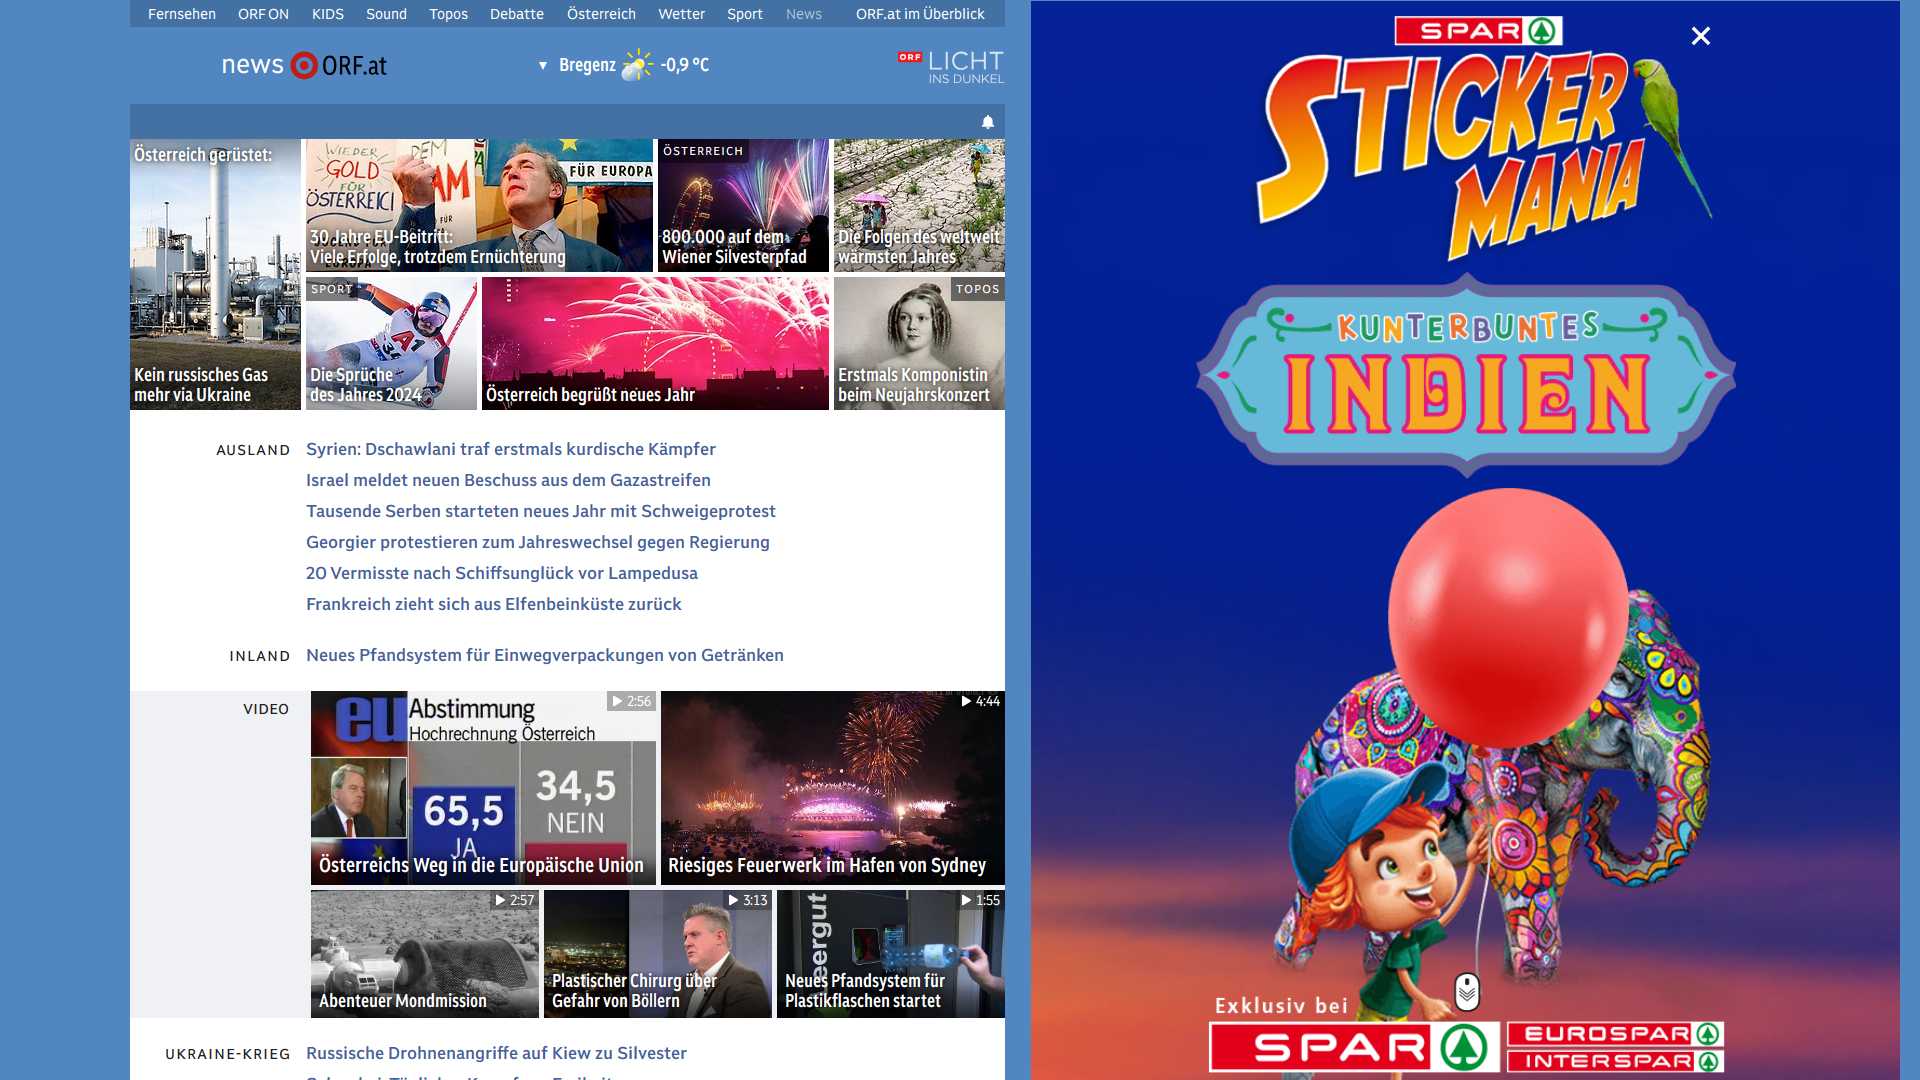 Fernsehen ORF ON KIDS Sound Topos Debatte Österreich Wetter Sport News ORF.at im Überblick
news ORF.at
▼ Bregenz -0,9 °C
ORF LICHT
INS DUNKEL
Österreich gerüstet:
Kein russisches Gas
mehr via Ukraine
WIEDER
GOLD
FÜR
ÖSTERREICH
FÜR EUROPA
30 Jahre EU-Beitritt:
Viele Erfolge, trotzdem Ernüchterung
ÖSTERREICH
800.000 auf dem
Wiener Silvesterpfad
Die Folgen des weltweit
wärmsten Jahres
SPORT
Die Sprüche
des Jahres 2024
Österreich begrüßt neues Jahr
TOPOS
Erstmals Komponistin
beim Neujahrskonzert
AUSLAND
Syrien: Dschawlani traf erstmals kurdische Kämpfer
Israel meldet neuen Beschuss aus dem Gazastreifen
Tausende Serben starteten neues Jahr mit Schweigeprotest
Georgier protestieren zum Jahreswechsel gegen Regierung
20 Vermisste nach Schiffsunglück vor Lampedusa
Frankreich zieht sich aus Elfenbeinküste zurück
INLAND
Neues Pfandsystem für Einwegverpackungen von Getränken
VIDEO
eu Abstimmung
Hochrechnung Österreich
2:56
65,5
JA
34,5
NEIN
Österreichs Weg in die Europäische Union
4:44
Riesiges Feuerwerk im Hafen von Sydney
2:57
Abenteuer Mondmission
3:13
Plastischer Chirurg über
Gefahr von Böllern
1:55
eergut
Neues Pfandsystem für
Plastikflaschen startet
UKRAINE-KRIEG
Russische Drohnenangriffe auf Kiew zu Silvester
SPAR
STICKER
MANIA
KUNTERBUNTES
INDIEN
Exklusiv bei
SPAR
EUROSPAR
INTERSPAR